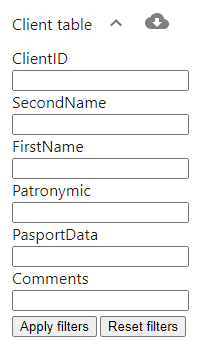 Client table
ClientID
SecondName
FirstName
Patronymic
PasportData
Comments
Apply filters Reset filters